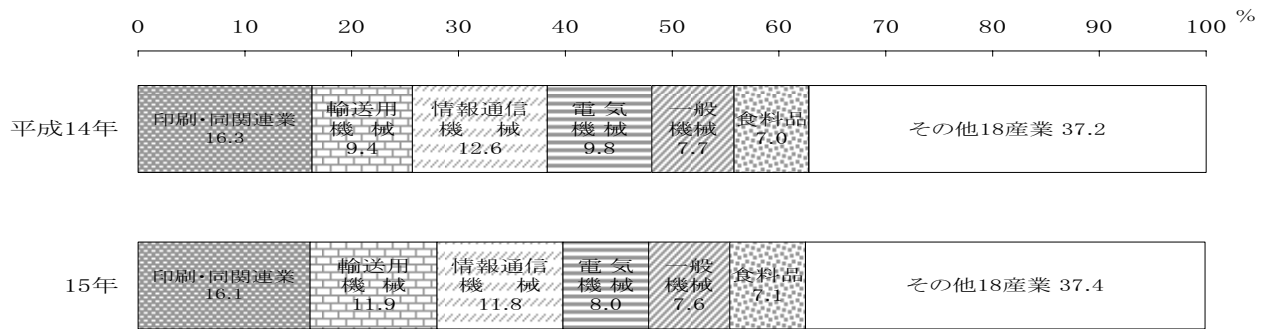 0 10 20 30 40 50 60 70 80 90 100 %
平成14年
印刷・同関連業
16.3
輸送用
機 械
9.4
情報通信
機 械
12.6
電 気
機 械
9.8
一般
機械
7.7
食料品
7.0
その他18産業 37.2
15年
印刷・同関連業
16.1
輸送用
機 械
11.9
情報通信
機 械
11.8
電 気
機 械
8.0
一般
機械
7.6
食料品
7.1
その他18産業 37.4